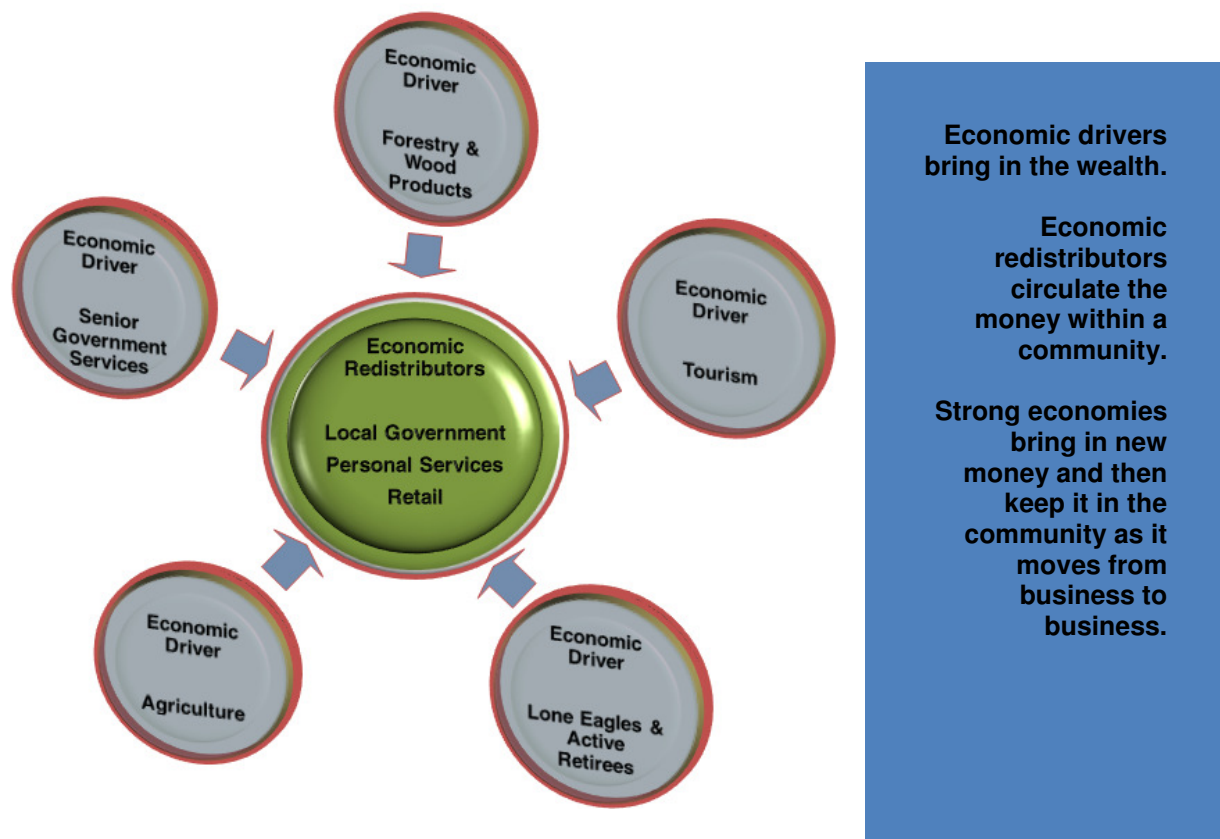 Economic
Driver
Forestry &
Wood
Products
Economic
Driver
Senior
Government
Services
Economic
Driver
Tourism
Economic
Redistributors
Local Government
Personal Services
Retail
Economic
Driver
Agriculture
Economic
Driver
Lone Eagles &
Active
Retirees
Economic drivers
bring in the wealth.
Economic
redistributors
circulate the
money within a
community.
Strong economies
bring in new
money and then
keep it in the
community as it
moves from
business to
business.